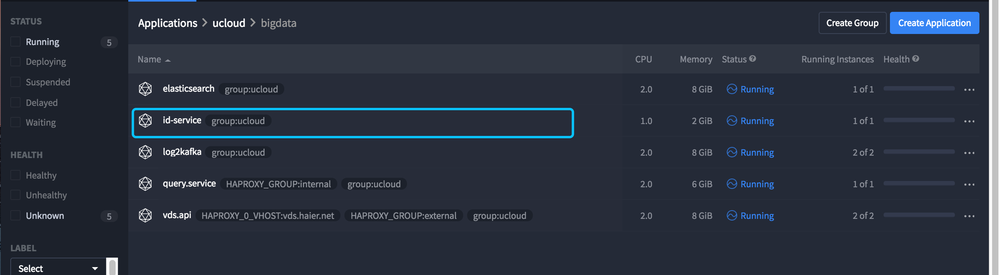 STATUS
Running 5
Deploying
Suspended
Delayed
Waiting
HEALTH
Healthy
Unhealthy
Unknown 5
LABEL
Select
Applications > ucloud > bigdata
Create Group Create Application
Name CPU Memory Status Running Instances Health
elasticsearch group:ucloud 2.0 8 GiB Running 1 of 1
id-service group:ucloud 1.0 2 GiB Running 1 of 1
log2kafka group:ucloud 2.0 8 GiB Running 2 of 2
query.service HAPROXY_GROUP:internal group:ucloud 2.0 6 GiB Running 1 of 1
vds.api HAPROXY_0_VHOST:vds.haier.net HAPROXY_GROUP:external group:ucloud 2.0 8 GiB Running 2 of 2